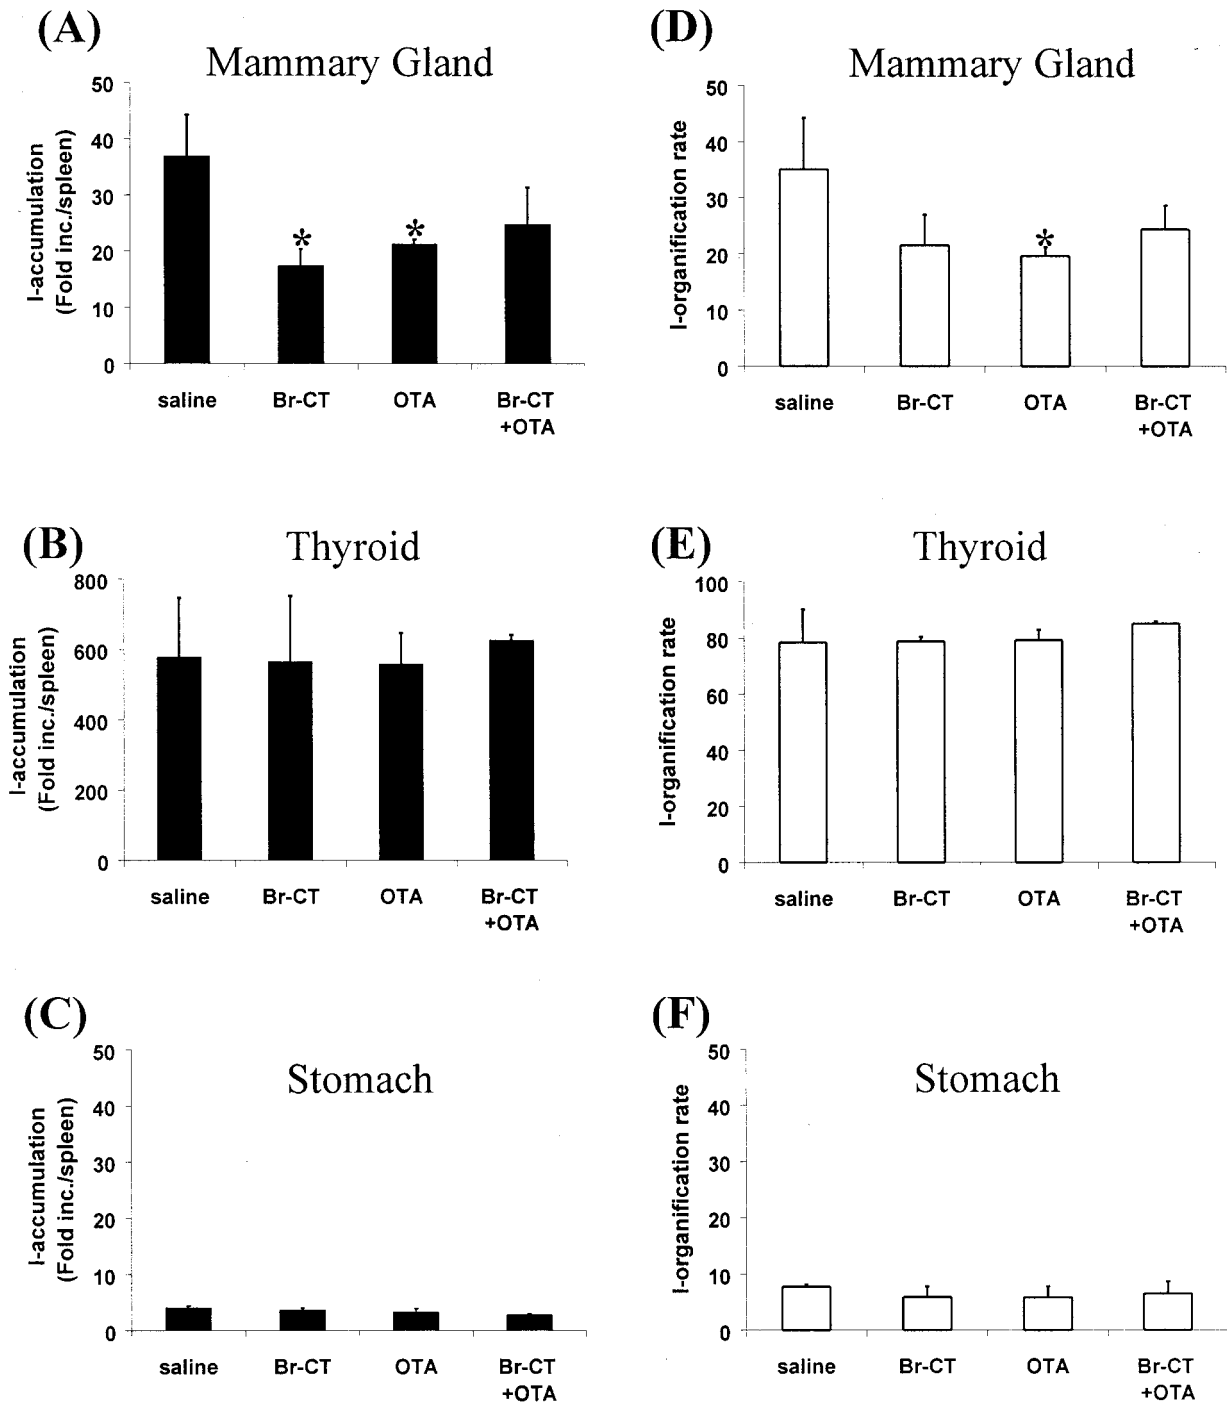 (A)
Mammary Gland
I-accumulation
(Fold inc./spleen)
50
40
30
20
10
0
*
*
saline Br-CT OTA Br-CT
+OTA
(D)
Mammary Gland
I-organification rate
50
40
30
20
10
0
*
saline Br-CT OTA Br-CT
+OTA
(B)
Thyroid
I-accumulation
(Fold inc./spleen)
800
600
400
200
0
saline Br-CT OTA Br-CT
+OTA
(E)
Thyroid
I-organification rate
100
80
60
40
20
0
saline Br-CT OTA Br-CT
+OTA
(C)
Stomach
I-accumulation
(Fold inc./spleen)
50
40
30
20
10
0
saline Br-CT OTA Br-CT
+OTA
(F)
Stomach
I-organification rate
50
40
30
20
10
0
saline Br-CT OTA Br-CT
+OTA